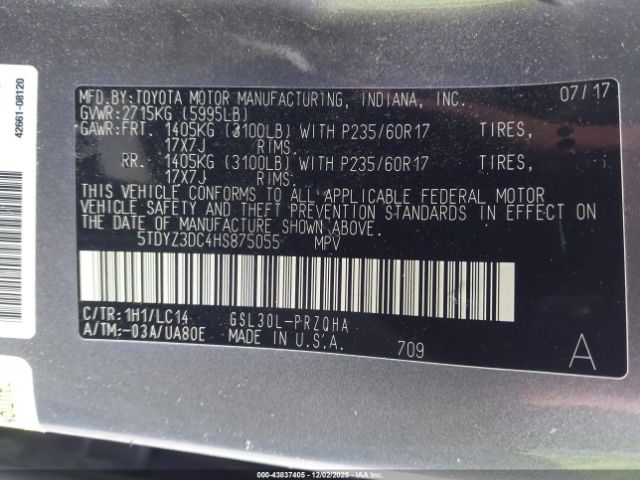 42661-08120
MFD.BY:TOYOTA MOTOR MANUFACTURING, INDIANA, INC. 07/17
GVWR:2715KG (5995LB)
GAWR:FRT. 1405KG (3100LB) WITH P235/60R17 TIRES,
17X7J RIMS.
RR. 1405KG (3100LB) WITH P235/60R17 TIRES,
17X7J RIMS.
THIS VEHICLE CONFORMS TO ALL APPLICABLE FEDERAL MOTOR
VEHICLE SAFETY AND THEFT PREVENTION STANDARDS IN EFFECT ON
THE DATE OF MANUFACTURE SHOWN ABOVE.
5TDYZ3DC4HS875055 MPV
C/TR:1H1/LC14 GSL30L-PRZQHA
A/TM:-03A/UA80E MADE IN U.S.A. 709 A
000-43837405 - 12/02/2025 - IAAI.COM